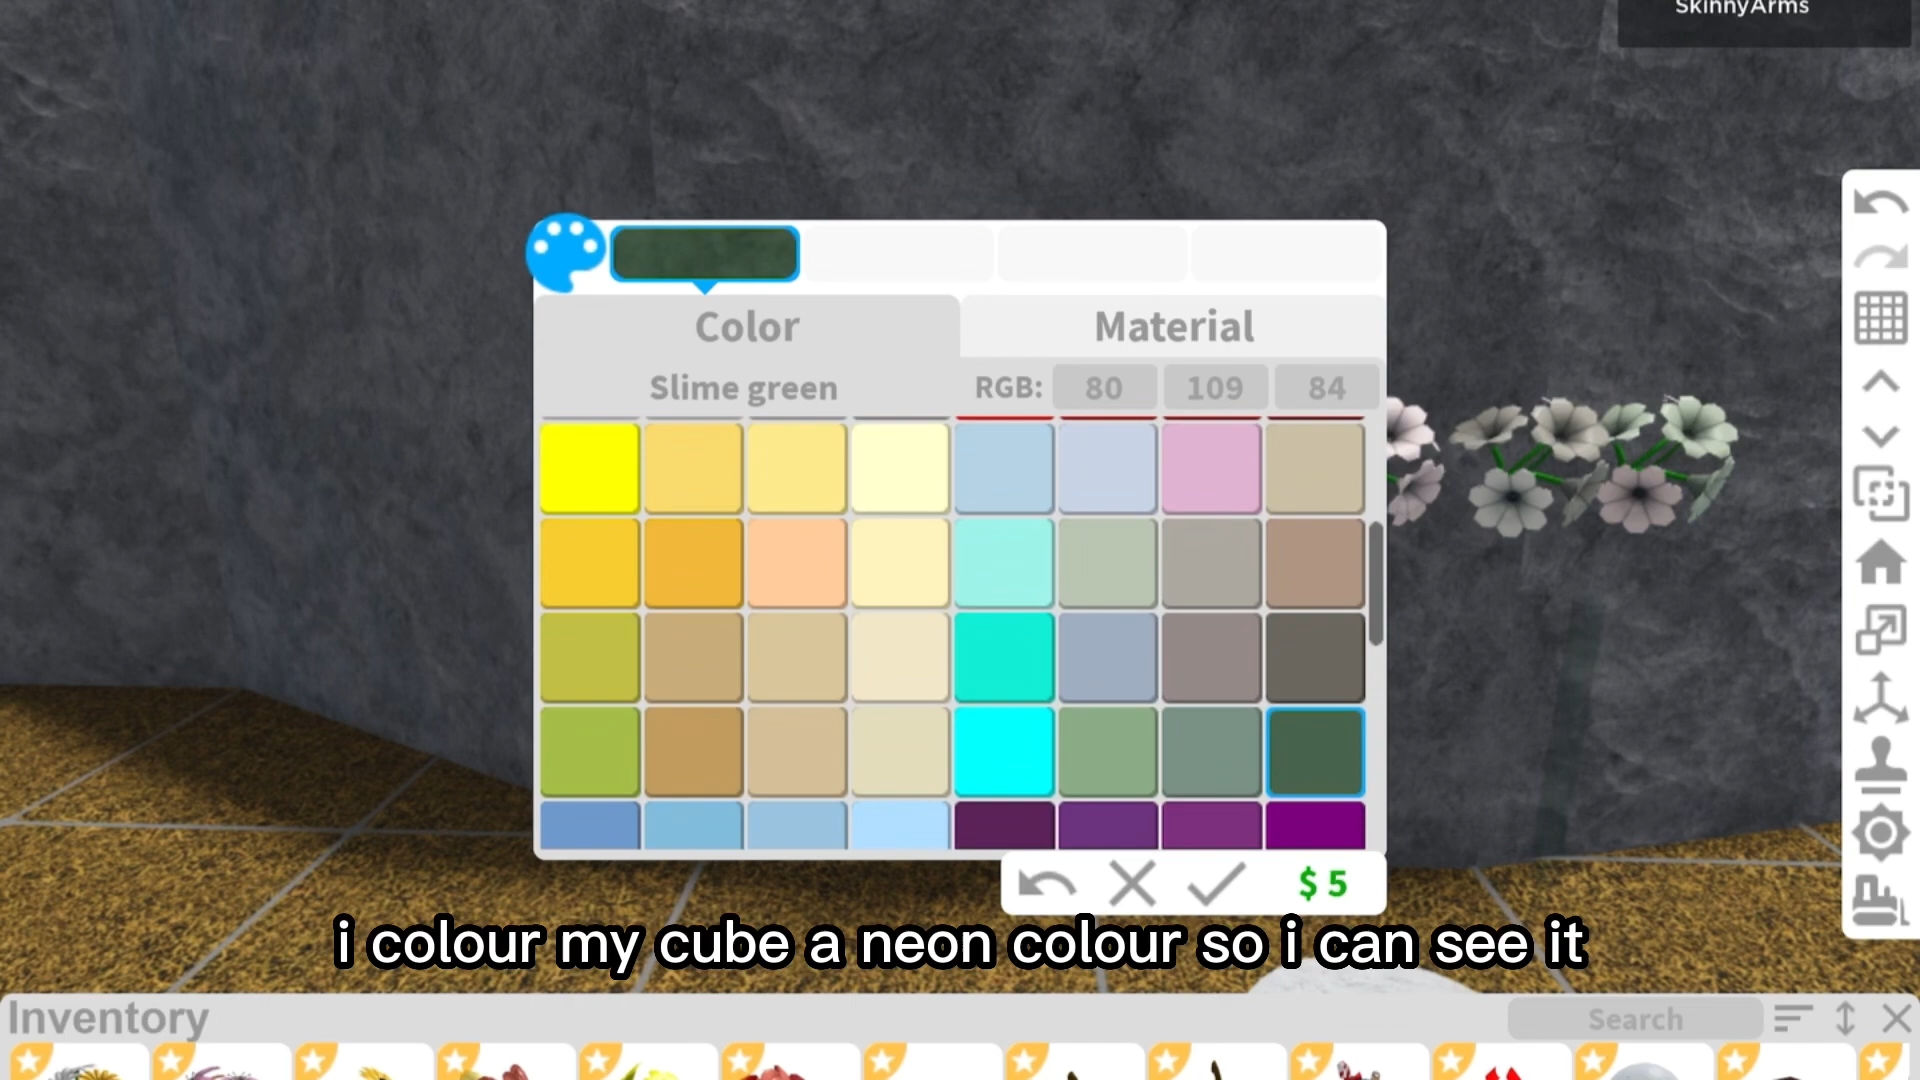 SkinnyArms
Color
Material
Slime green
RGB:
80
109
84
$ 5
i colour my cube a neon colour so i can see it
Inventory
Search